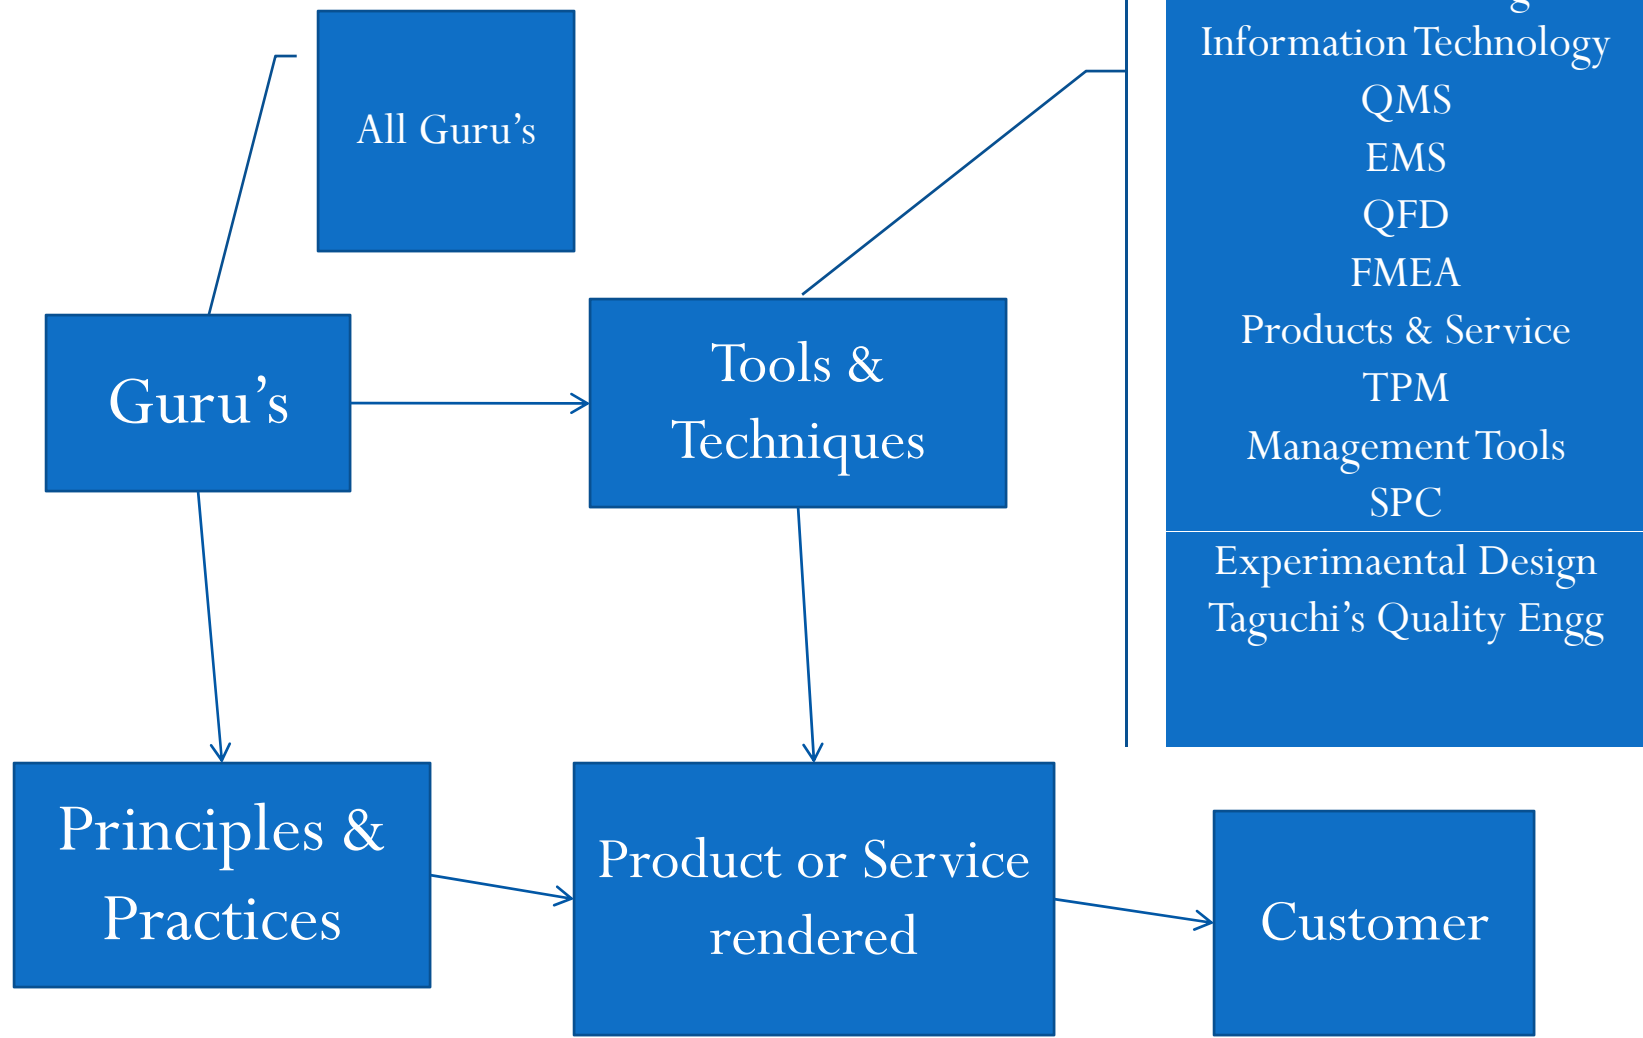 All Guru’s
Guru’s
Tools &
Techniques
Information Technology
QMS
EMS
QFD
FMEA
Products & Service
TPM
Management Tools
SPC
Experimaental Design
Taguchi’s Quality Engg
Principles &
Practices
Product or Service
rendered
Customer